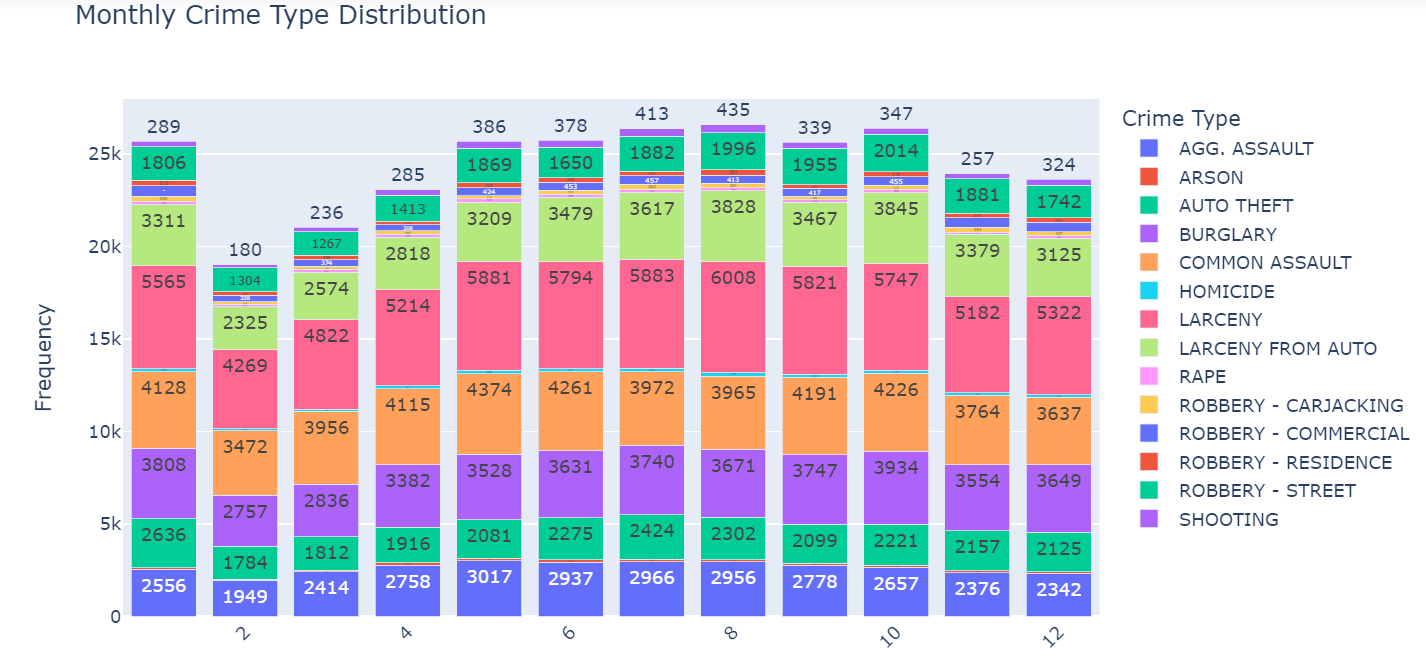 Monthly Crime Type Distribution
289 180 236 285 386 378 413 435 339 347 257 324
1806 1304 1267 1413 1869 1650 1882 1996 1955 2014 1881 1742
424 453 457 413 417 455
3311 2325 2574 2818 3209 3479 3617 3828 3467 3845 3379 3125
5565 4269 4822 5214 5881 5794 5883 6008 5821 5747 5182 5322
4128 3472 3956 4115 4374 4261 3972 3965 4191 4226 3764 3637
3808 2757 2836 3382 3528 3631 3740 3671 3747 3934 3554 3649
2636 1784 1812 1916 2081 2275 2424 2302 2099 2221 2157 2125
2556 1949 2414 2758 3017 2937 2966 2956 2778 2657 2376 2342
25k
20k
15k
10k
5k
0
Frequency
2 4 6 8 10 12
Crime Type
AGG. ASSAULT
ARSON
AUTO THEFT
BURGLARY
COMMON ASSAULT
HOMICIDE
LARCENY
LARCENY FROM AUTO
RAPE
ROBBERY - CARJACKING
ROBBERY - COMMERCIAL
ROBBERY - RESIDENCE
ROBBERY - STREET
SHOOTING